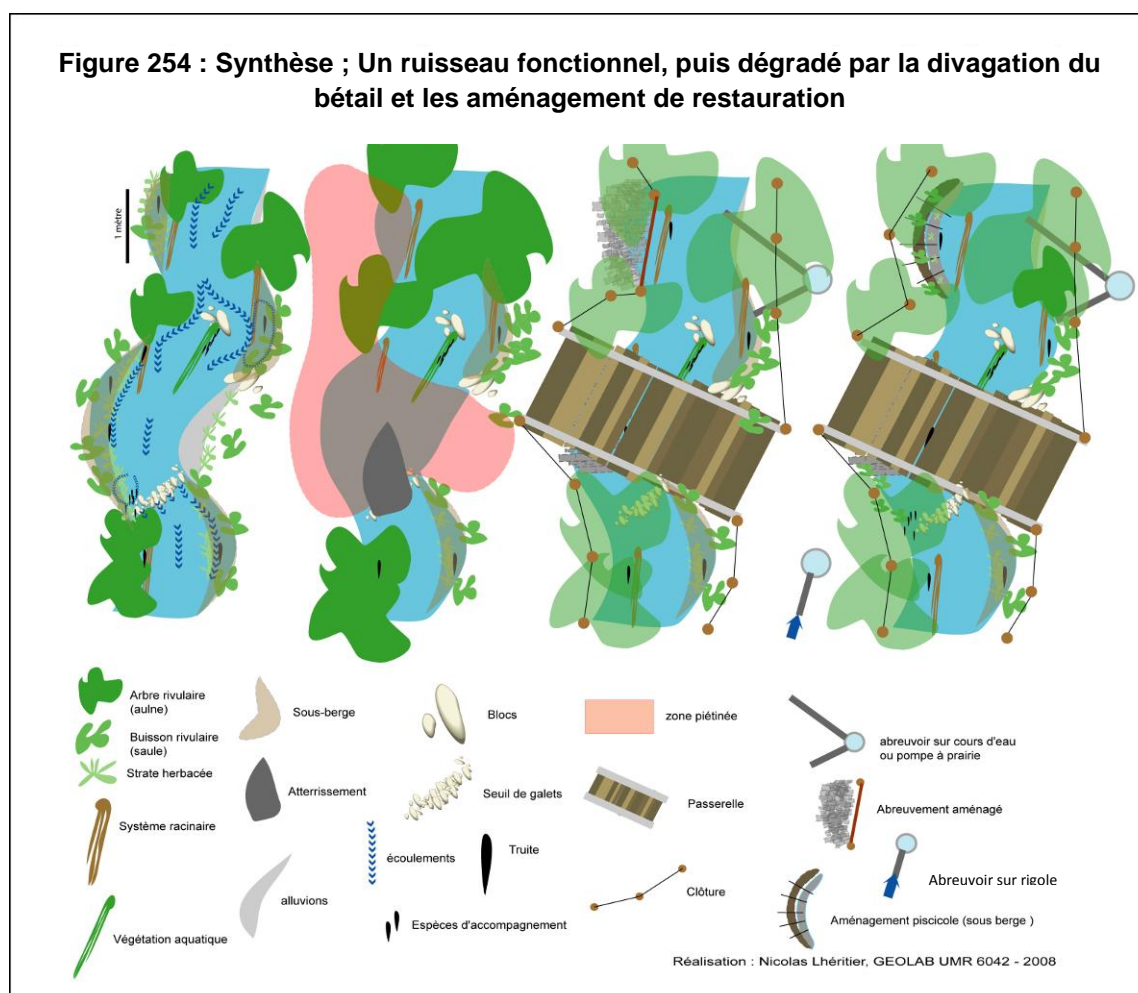 Figure 254 : Synthèse ; Un ruisseau fonctionnel, puis dégradé par la divagation du
bétail et les aménagement de restauration
1 mètre
Arbre rivulaire
(aulne)
Buisson rivulaire
(saule)
Strate herbacée
Système racinaire
Végétation aquatique
Sous-berge
Atterrissement
alluvions
Blocs
Seuil de galets
écoulements
Truite
Espèces d'accompagnement
zone piétinée
Passerelle
Clôture
abreuvoir sur cours d'eau
ou pompe à prairie
Abreuvement aménagé
Abreuvoir sur rigole
Aménagement piscicole (sous berge )
Réalisation : Nicolas Lhéritier, GEOLAB UMR 6042 - 2008